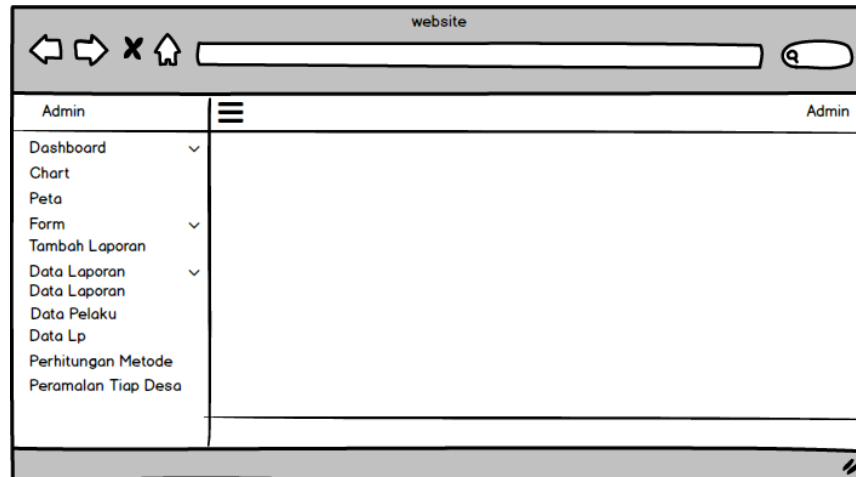 website
Admin
Admin
Dashboard
Chart
Peta
Form
Tambah Laporan
Data Laporan
Data Laporan
Data Pelaku
Data Lp
Perhitungan Metode
Peramalan Tiap Desa